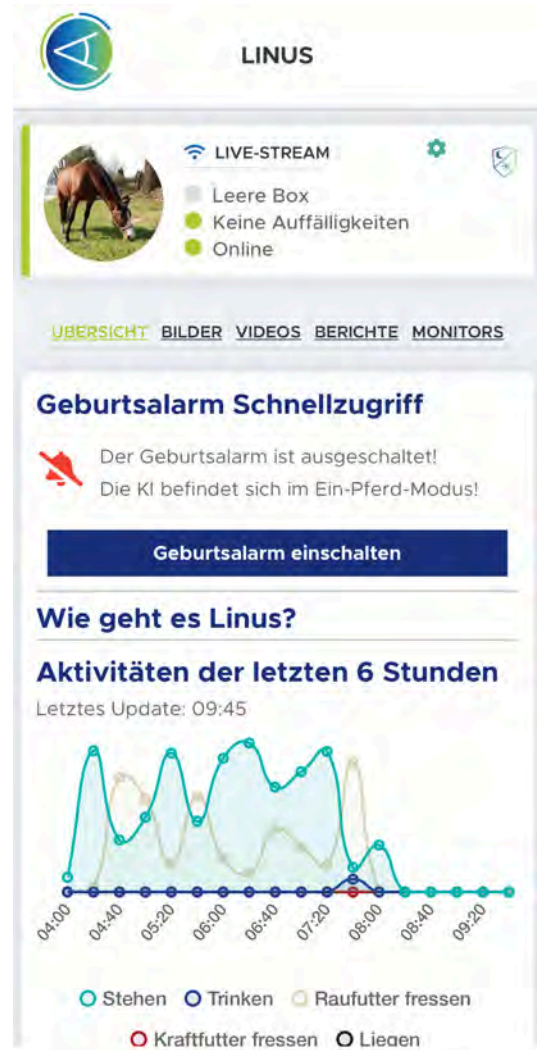 LINUS
LIVE-STREAM
Leere Box
Keine Auffälligkeiten
Online
ÜBERSICHT BILDER VIDEOS BERICHTE MONITORS
Geburtsalarm Schnellzugriff
Der Geburtsalarm ist ausgeschaltet!
Die KI befindet sich im Ein-Pferd-Modus!
Geburtsalarm einschalten
Wie geht es Linus?
Aktivitäten der letzten 6 Stunden
Letztes Update: 09:45
04:00 04:40 05:20 06:00 06:40 07:20 08:00 08:40 09:20
Stehen Trinken Raufutter fressen
Kraftfutter fressen Liegen